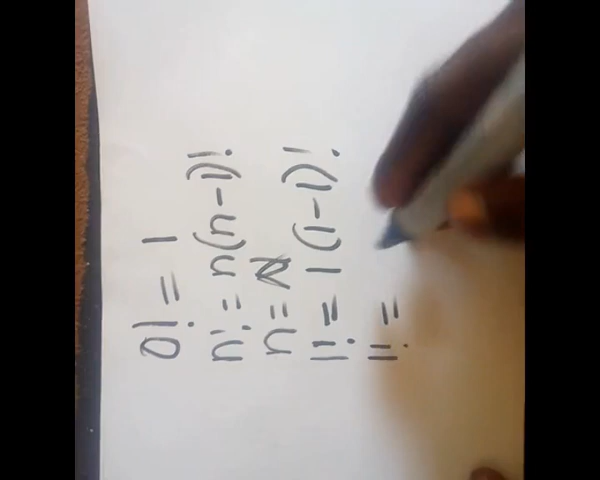 0! = 1
n! = n(n-1)!
n =
1! = 1(1-1)!
1! =